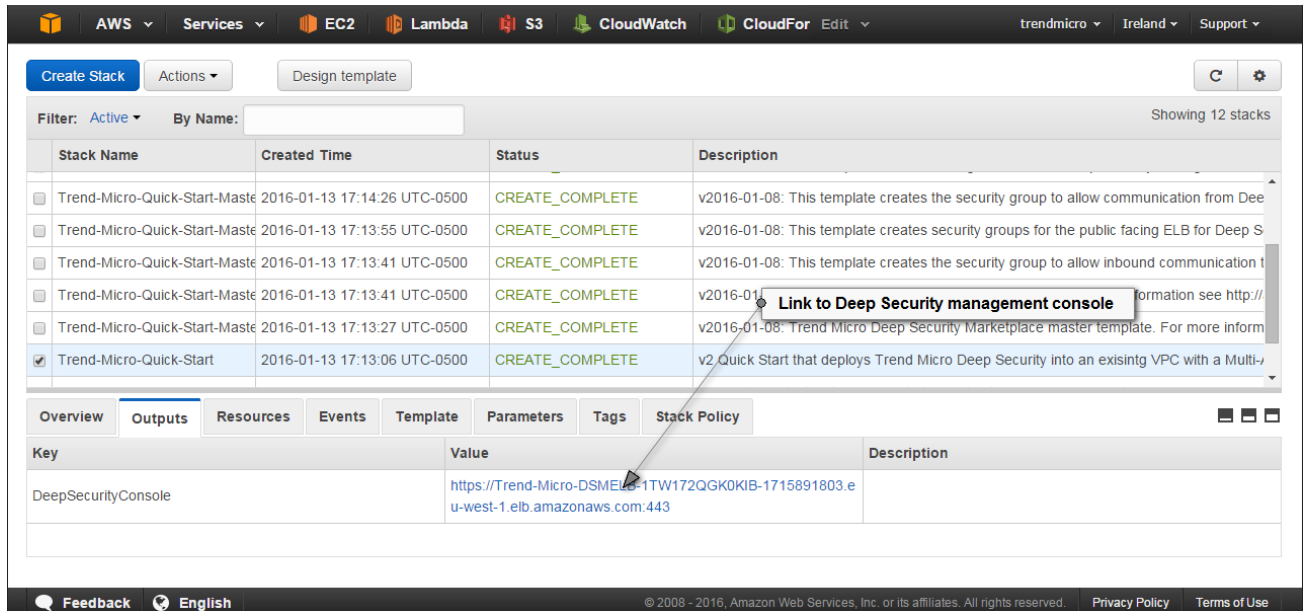 AWS Services EC2 Lambda S3 CloudWatch CloudFor Edit trendmicro Ireland Support
Create Stack Actions Design template
Filter: Active By Name: Showing 12 stacks
Stack Name Created Time Status Description
Trend-Micro-Quick-Start-Maste 2016-01-13 17:14:26 UTC-0500 CREATE_COMPLETE v2016-01-08: This template creates the security group to allow communication from Dee
Trend-Micro-Quick-Start-Maste 2016-01-13 17:13:55 UTC-0500 CREATE_COMPLETE v2016-01-08: This template creates security groups for the public facing ELB for Deep S
Trend-Micro-Quick-Start-Maste 2016-01-13 17:13:41 UTC-0500 CREATE_COMPLETE v2016-01-08: This template creates the security group to allow inbound communication t
Trend-Micro-Quick-Start-Maste 2016-01-13 17:13:41 UTC-0500 CREATE_COMPLETE v2016-01 formation see http://
Link to Deep Security management console
Trend-Micro-Quick-Start-Maste 2016-01-13 17:13:27 UTC-0500 CREATE_COMPLETE v2016-01-08: Trend Micro Deep Security Marketplace master template. For more inform
Trend-Micro-Quick-Start 2016-01-13 17:13:06 UTC-0500 CREATE_COMPLETE v2 Quick Start that deploys Trend Micro Deep Security into an exisintg VPC with a Multi-A
Overview Outputs Resources Events Template Parameters Tags Stack Policy
Key Value Description
DeepSecurityConsole https://Trend-Micro-DSMELB-1TW172QGK0KIB-1715891803.e
u-west-1.elb.amazonaws.com:443
Feedback English © 2008 - 2016, Amazon Web Services, Inc. or its affiliates. All rights reserved. Privacy Policy Terms of Use